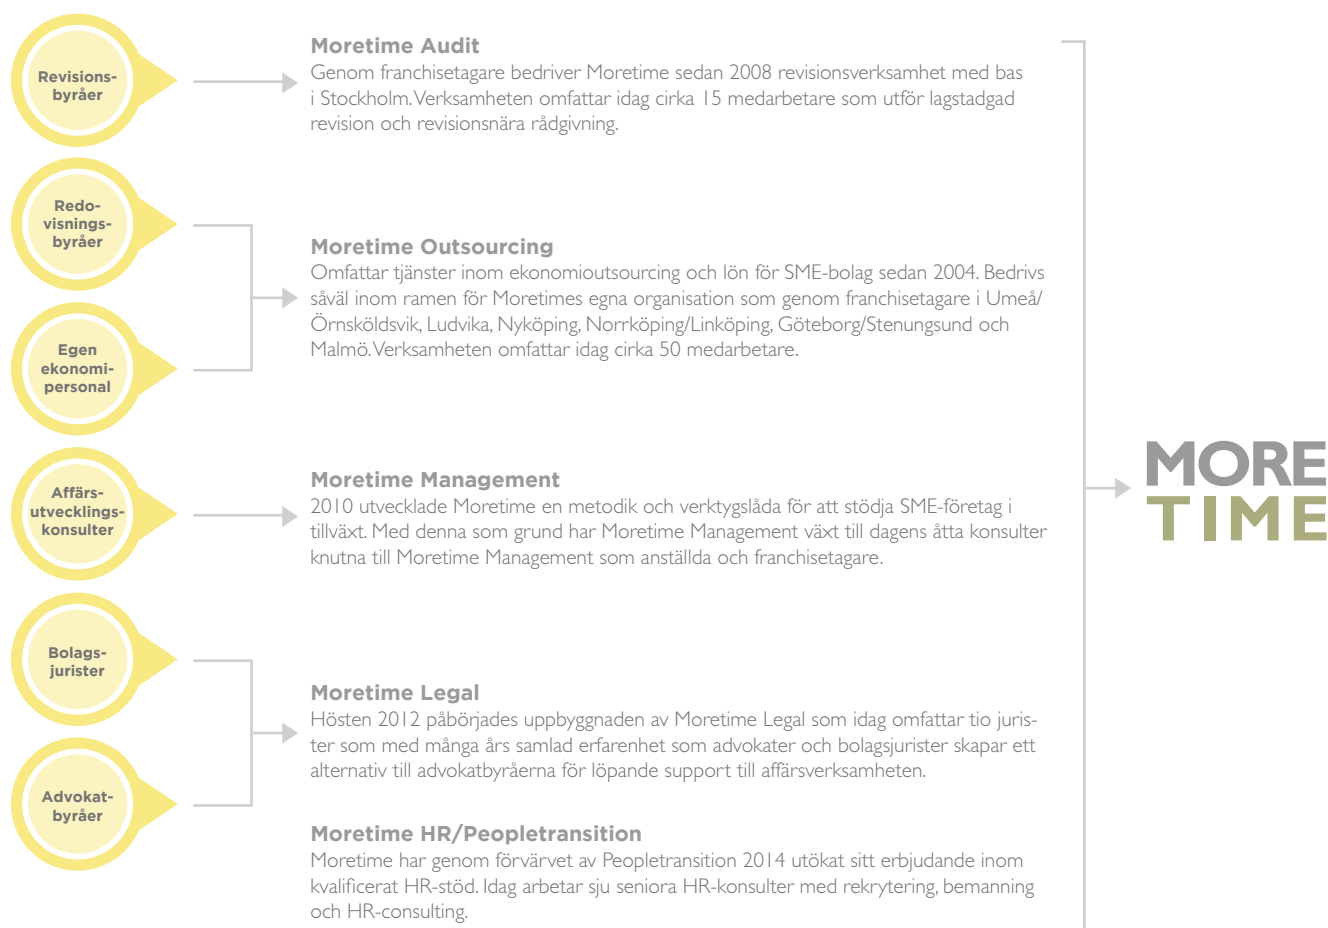 Revisions-
byråer
Moretime Audit
Genom franchisetagare bedriver Moretime sedan 2008 revisionsverksamhet med bas
i Stockholm. Verksamheten omfattar idag cirka 15 medarbetare som utför lagstadgad
revision och revisionsnära rådgivning.
Redo-
visnings-
byråer
Egen
ekonomi-
personal
Moretime Outsourcing
Omfattar tjänster inom ekonomioutsourcing och lön för SME-bolag sedan 2004. Bedrivs
såväl inom ramen för Moretimes egna organisation som genom franchisetagare i Umeå/
Örnsköldsvik, Ludvika, Nyköping, Norrköping/Linköping, Göteborg/Stenungsund och
Malmö. Verksamheten omfattar idag cirka 50 medarbetare.
Affärs-
utvecklings-
konsulter
Moretime Management
2010 utvecklade Moretime en metodik och verktygslåda för att stödja SME-företag i
tillväxt. Med denna som grund har Moretime Management växt till dagens åtta konsulter
knutna till Moretime Management som anställda och franchisetagare.
Bolags-
jurister
Advokat-
byråer
Moretime Legal
Hösten 2012 påbörjades uppbyggnaden av Moretime Legal som idag omfattar tio juris-
ter som med många års samlad erfarenhet som advokater och bolagsjurister skapar ett
alternativ till advokatbyråerna för löpande support till affärsverksamheten.
Moretime HR/Peopletransition
Moretime har genom förvärvet av Peopletransition 2014 utökat sitt erbjudande inom
kvalificerat HR-stöd. Idag arbetar sju seniora HR-konsulter med rekrytering, bemanning
och HR-consulting.
MORE
TIME